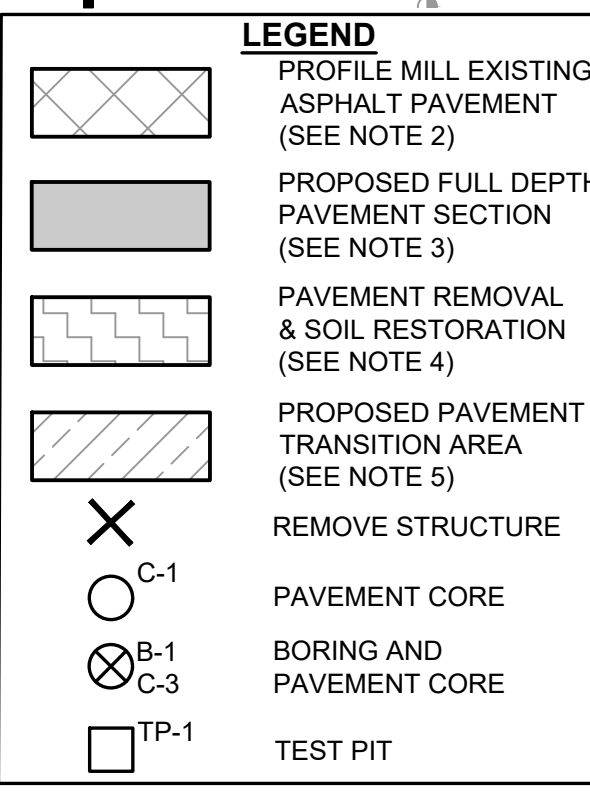 LEGEND
PROFILE MILL EXISTING
ASPHALT PAVEMENT
(SEE NOTE 2)
PROPOSED FULL DEPTH
PAVEMENT SECTION
(SEE NOTE 3)
PAVEMENT REMOVAL
& SOIL RESTORATION
(SEE NOTE 4)
PROPOSED PAVEMENT
TRANSITION AREA
(SEE NOTE 5)
REMOVE STRUCTURE
C-1
PAVEMENT CORE
B-1
C-3
BORING AND
PAVEMENT CORE
TP-1
TEST PIT